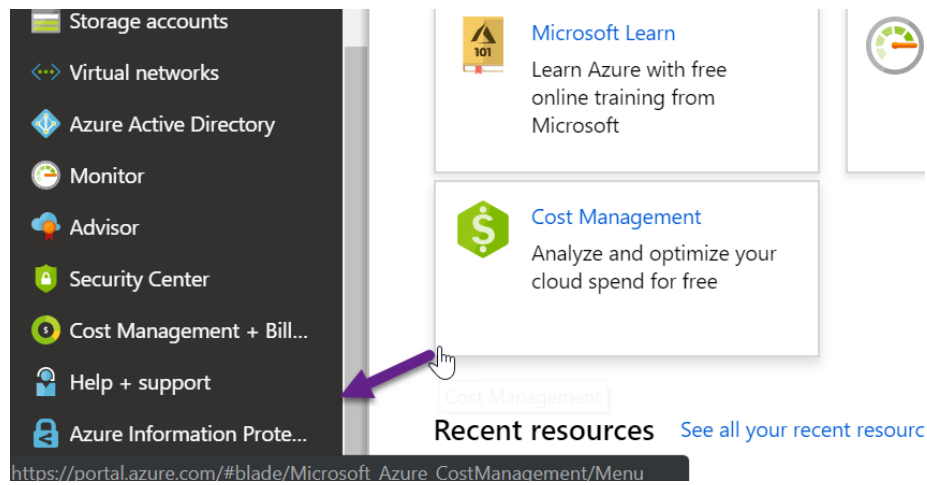 Storage accounts
Virtual networks
Azure Active Directory
Monitor
Advisor
Security Center
Cost Management + Bill...
Help + support
Azure Information Prote...
101
Microsoft Learn
Learn Azure with free
online training from
Microsoft
Cost Management
Analyze and optimize your
cloud spend for free
Cost Management
Recent resources See all your recent resourc
https://portal.azure.com/#blade/Microsoft_Azure_CostManagement/Menu